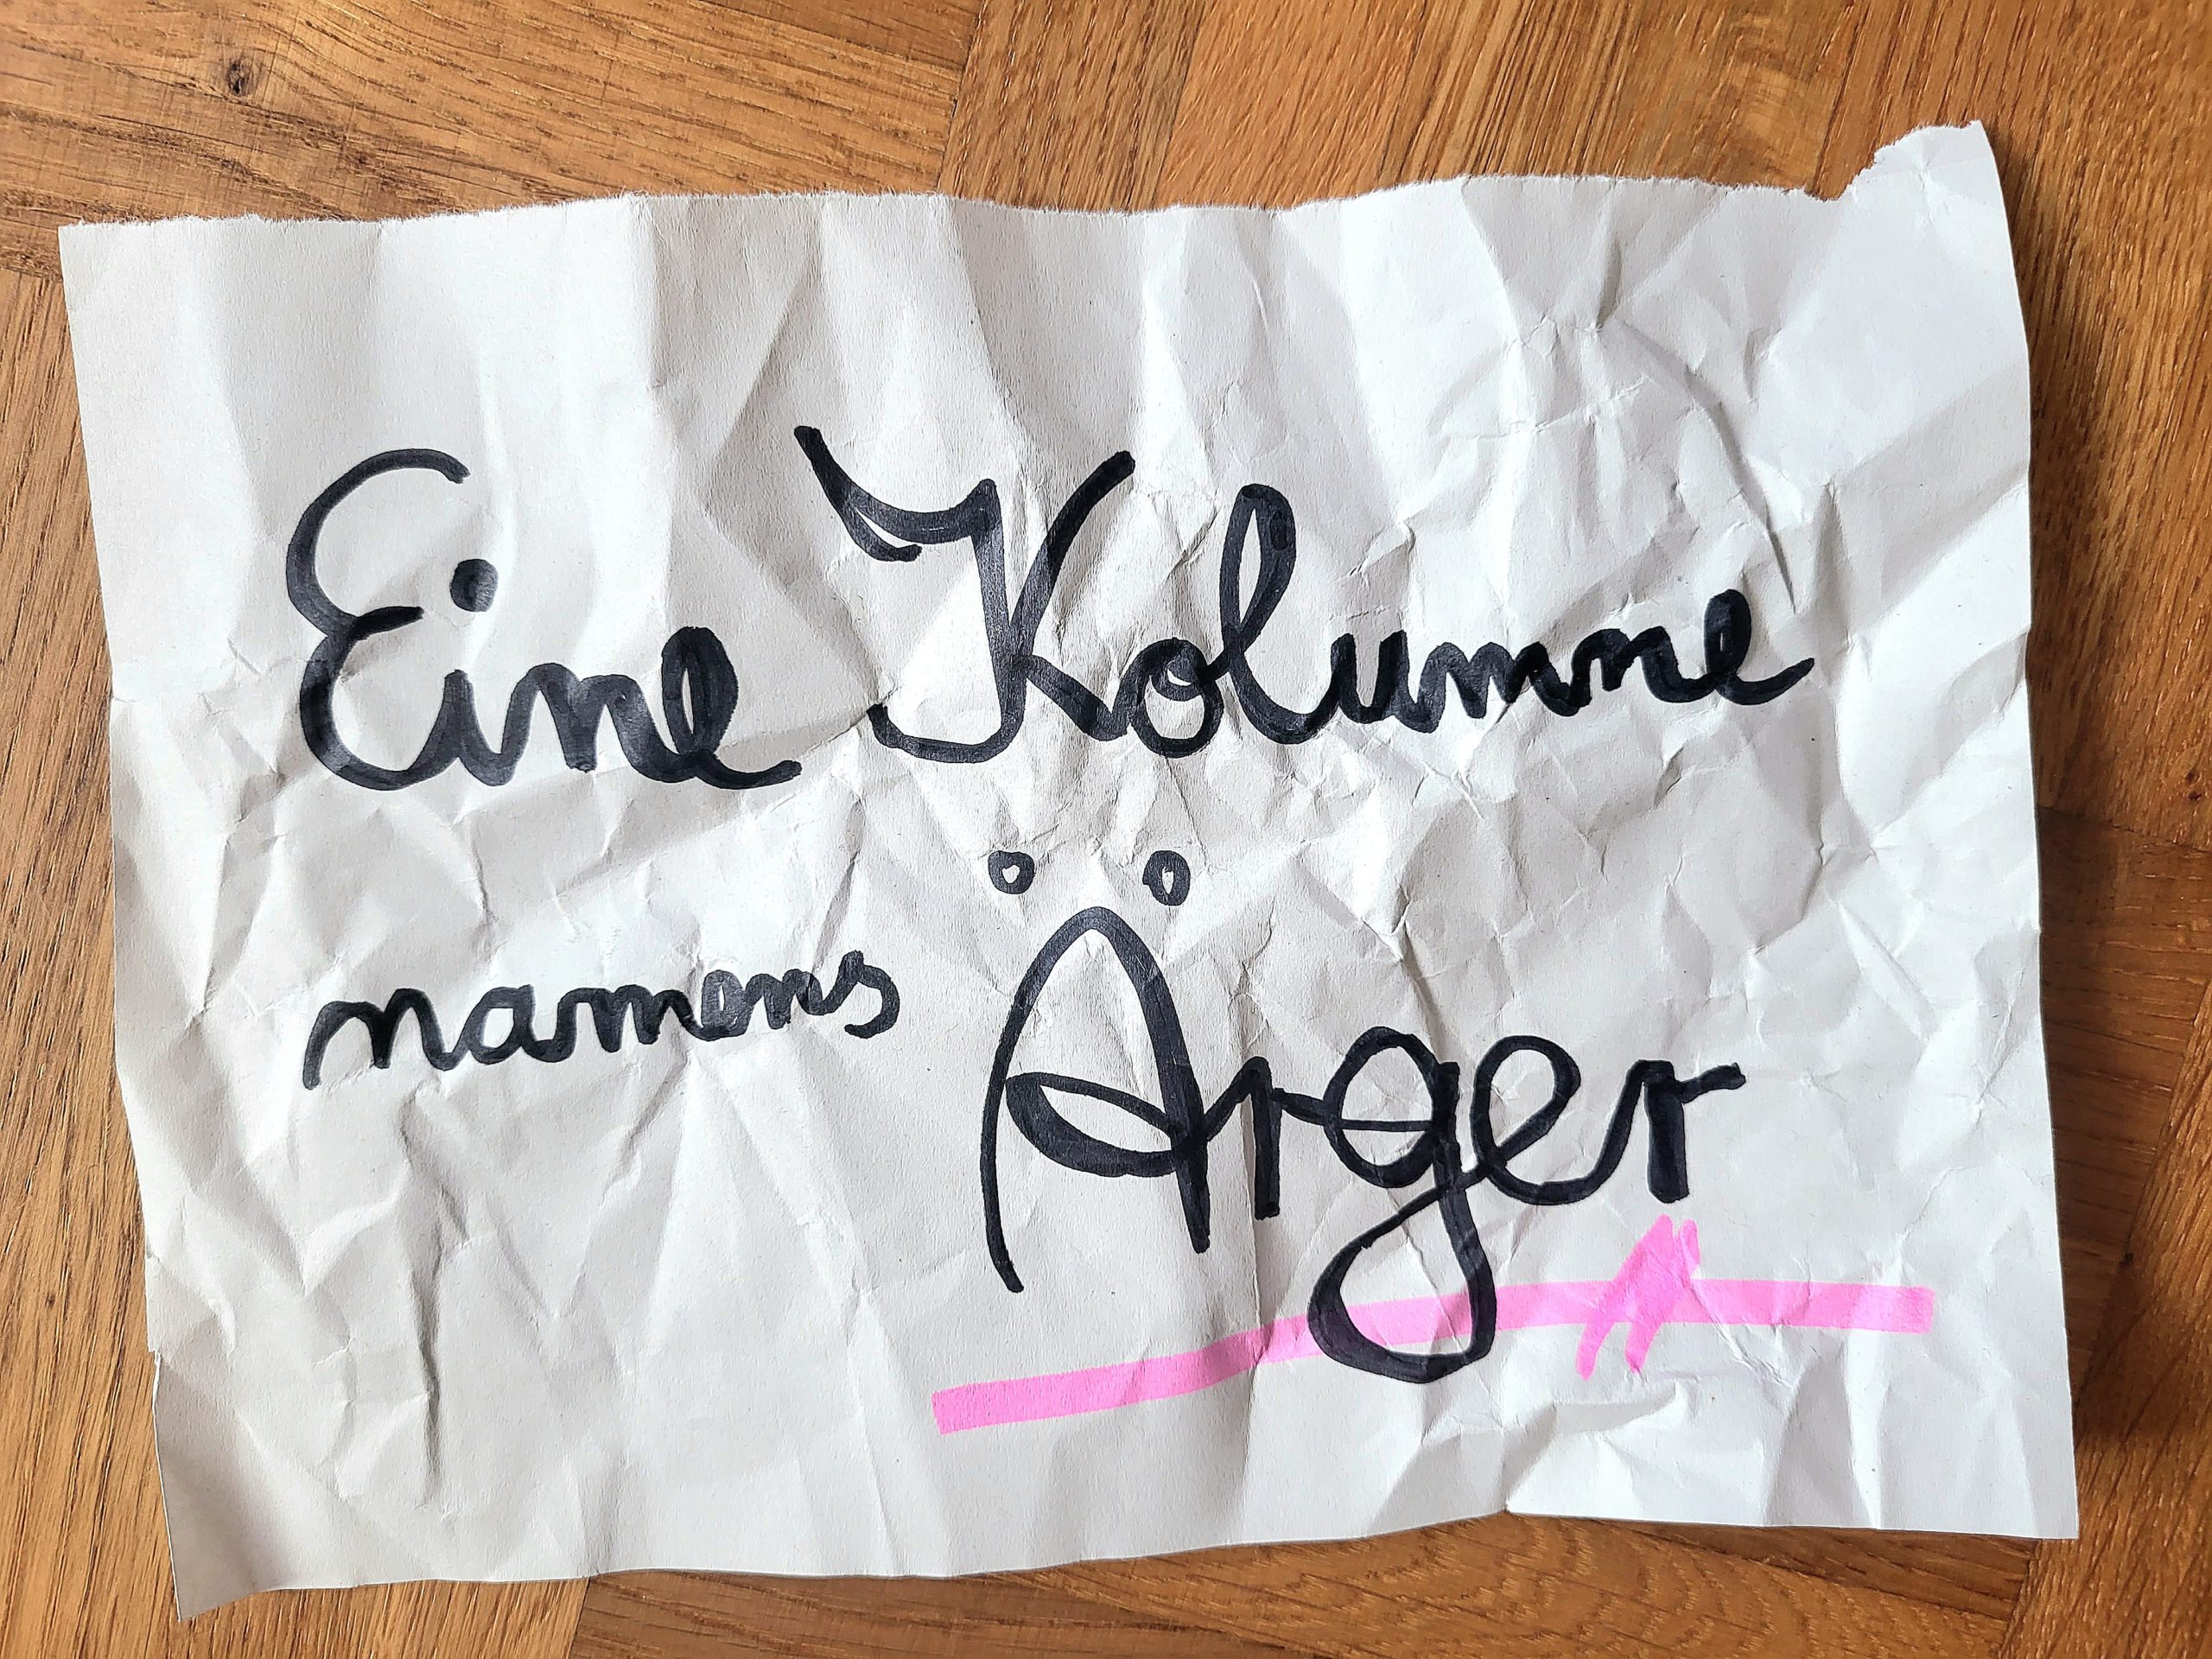 Eine Kolumne
namens Ärger